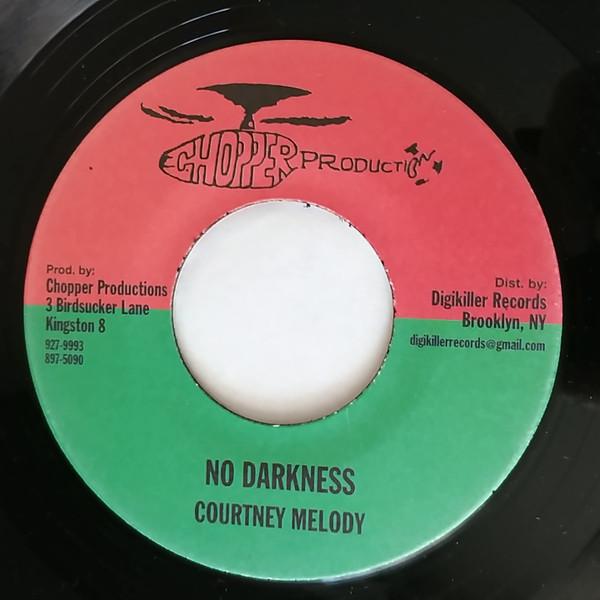 CHOPPER PRODUCTION
Prod. by:
Chopper Productions
3 Birdsucker Lane
Kingston 8
927-9993
897-5090
Dist. by:
Digikiller Records
Brooklyn, NY
digikillerrecords@gmail.com
NO DARKNESS
COURTNEY MELODY